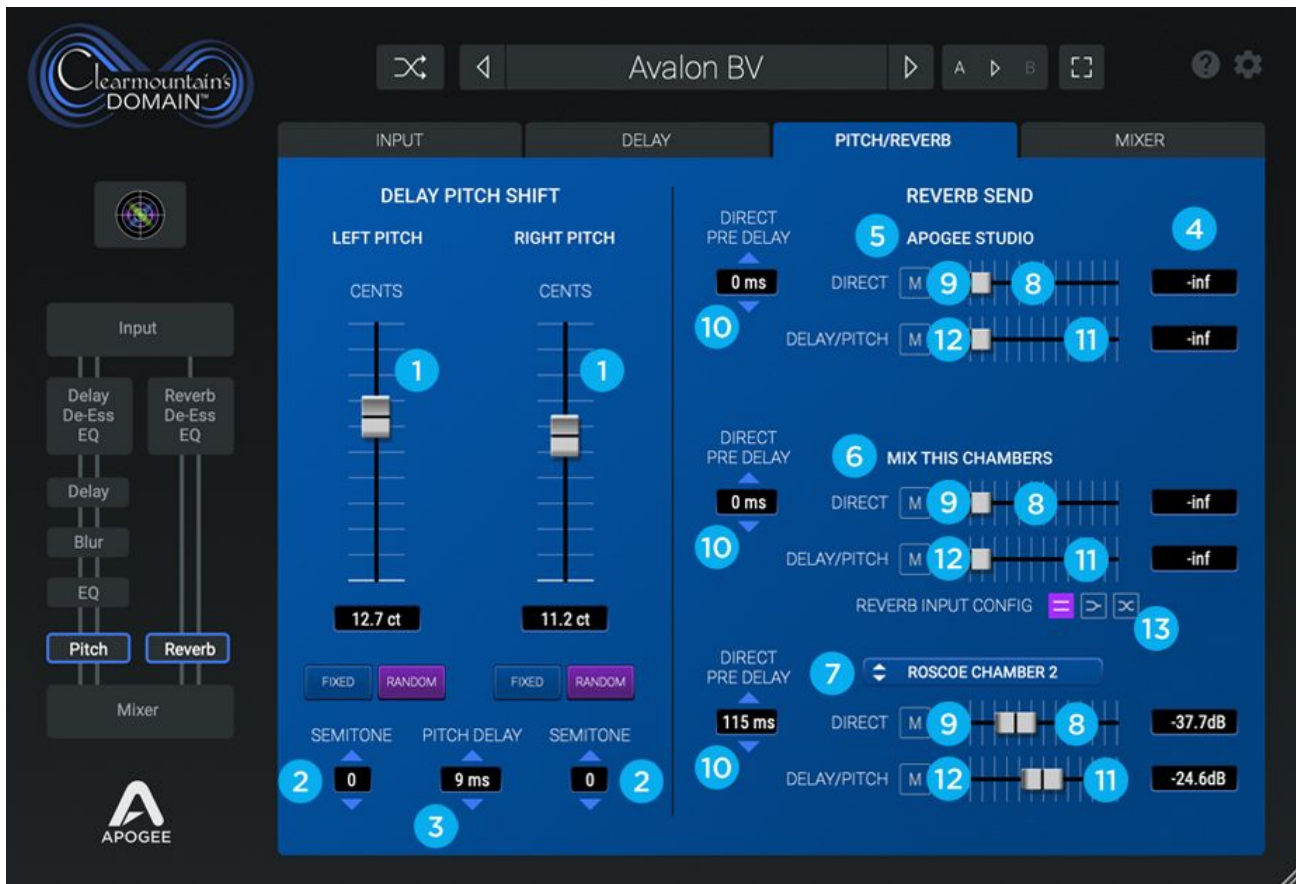 Clearmountain's
DOMAIN™
Avalon BV
A B
?
INPUT
DELAY
PITCH/REVERB
MIXER
Input
Delay
De-Ess
EQ
Reverb
De-Ess
EQ
Delay
Blur
EQ
Pitch
Reverb
Mixer
APOGEE
DELAY PITCH SHIFT
LEFT PITCH
RIGHT PITCH
CENTS
CENTS
1
1
12.7 ct
11.2 ct
FIXED
RANDOM
FIXED
RANDOM
SEMITONE
PITCH DELAY
SEMITONE
2
0
9 ms
0
2
3
REVERB SEND
DIRECT
PRE DELAY
5
APOGEE STUDIO
4
0 ms
DIRECT
M
9
8
-inf
10
DELAY/PITCH
M
12
11
-inf
DIRECT
PRE DELAY
6
MIX THIS CHAMBERS
0 ms
DIRECT
M
9
8
-inf
10
DELAY/PITCH
M
12
11
-inf
REVERB INPUT CONFIG
13
DIRECT
PRE DELAY
7
ROSCOE CHAMBER 2
115 ms
DIRECT
M
9
8
-37.7dB
10
DELAY/PITCH
M
12
11
-24.6dB